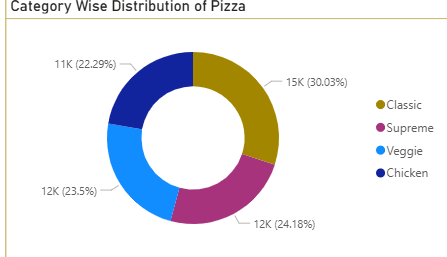 Category Wise Distribution of Pizza
11K (22.29%)
15K (30.03%)
Classic
Supreme
Veggie
Chicken
12K (23.5%)
12K (24.18%)